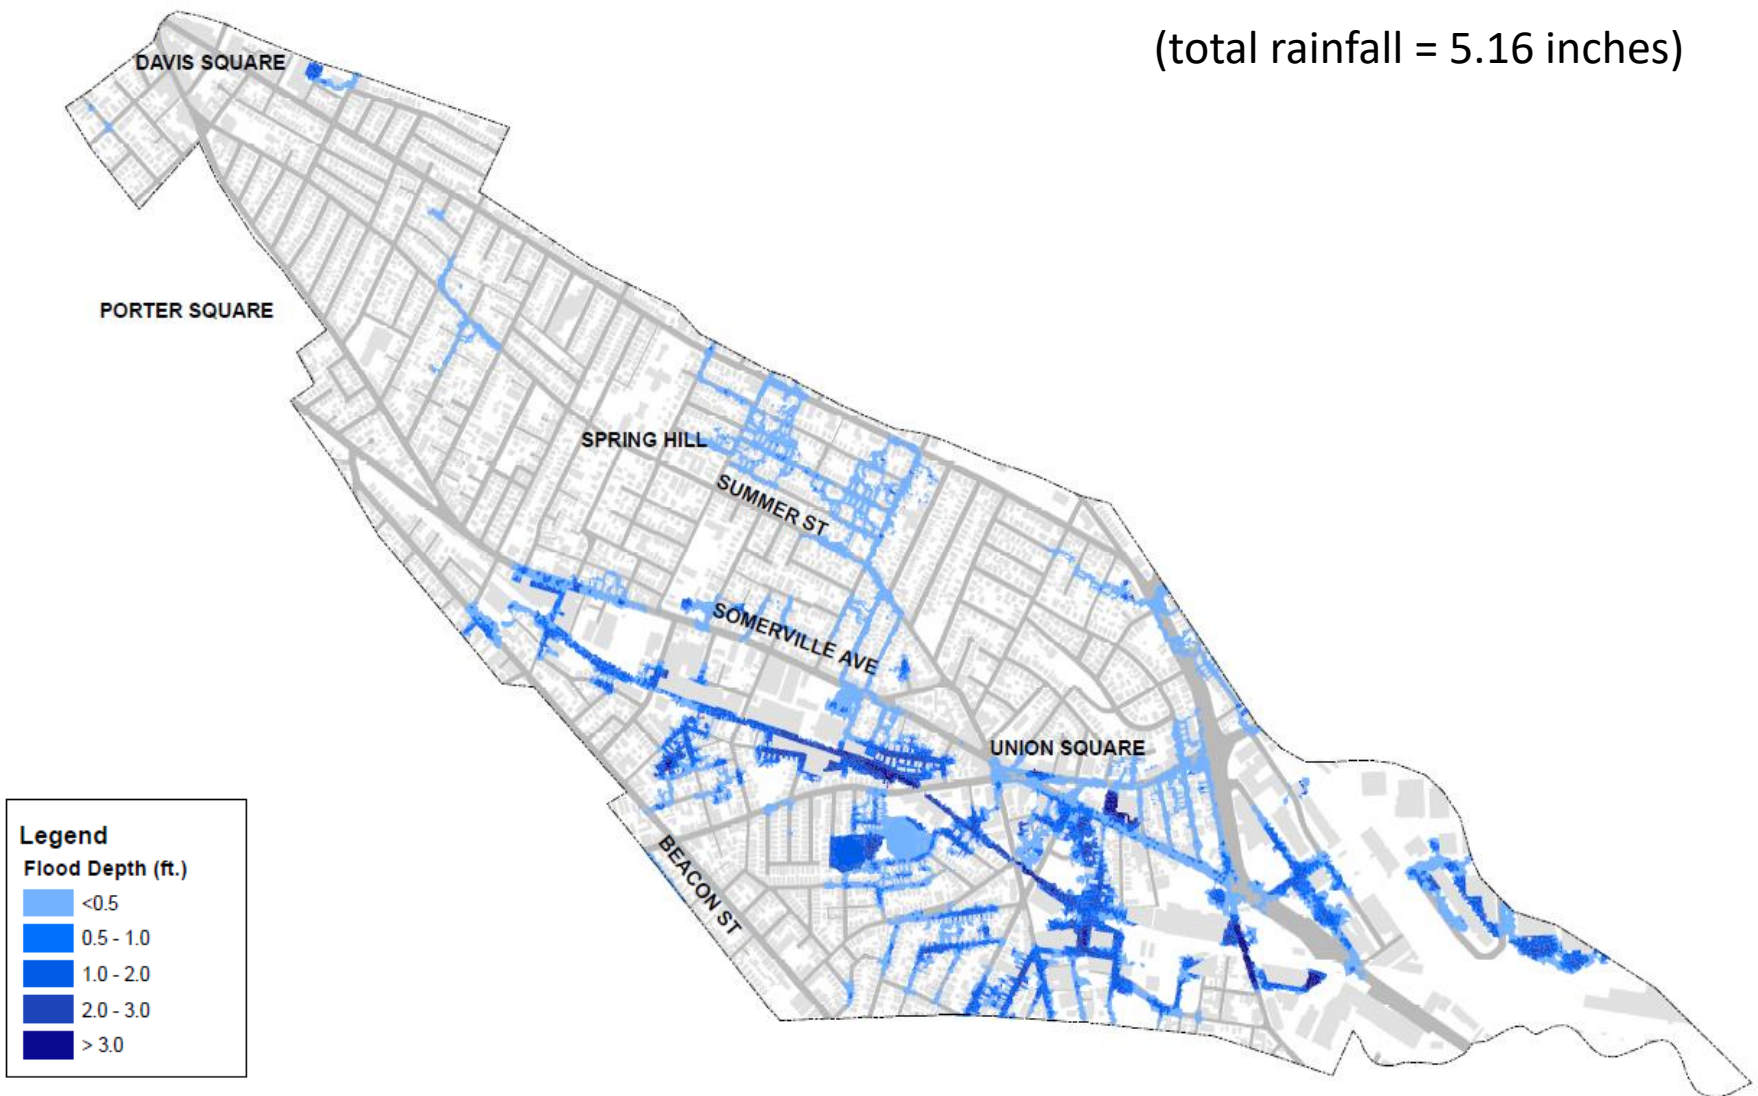 (total rainfall = 5.16 inches)
DAVIS SQUARE
PORTER SQUARE
SPRING HILL
SUMMER ST
SOMERVILLE AVE
UNION SQUARE
BEACON ST
Legend
Flood Depth (ft.)
<0.5
0.5 - 1.0
1.0 - 2.0
2.0 - 3.0
> 3.0